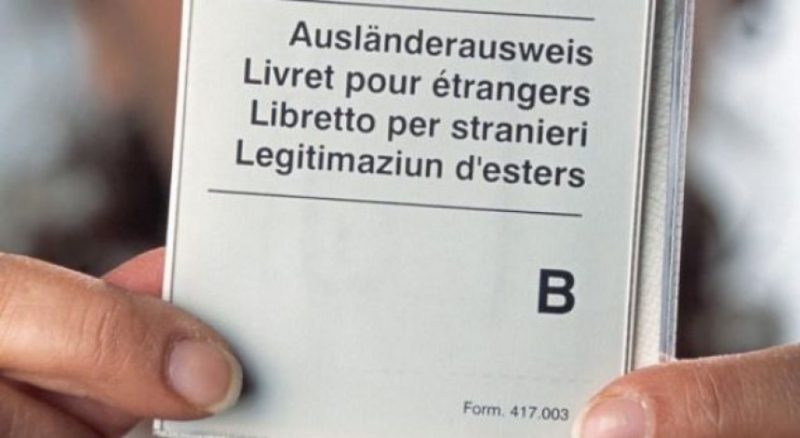 Ausländerausweis
Livret pour étrangers
Libretto per stranieri
Legitimaziun d'esters
B
Form. 417.003